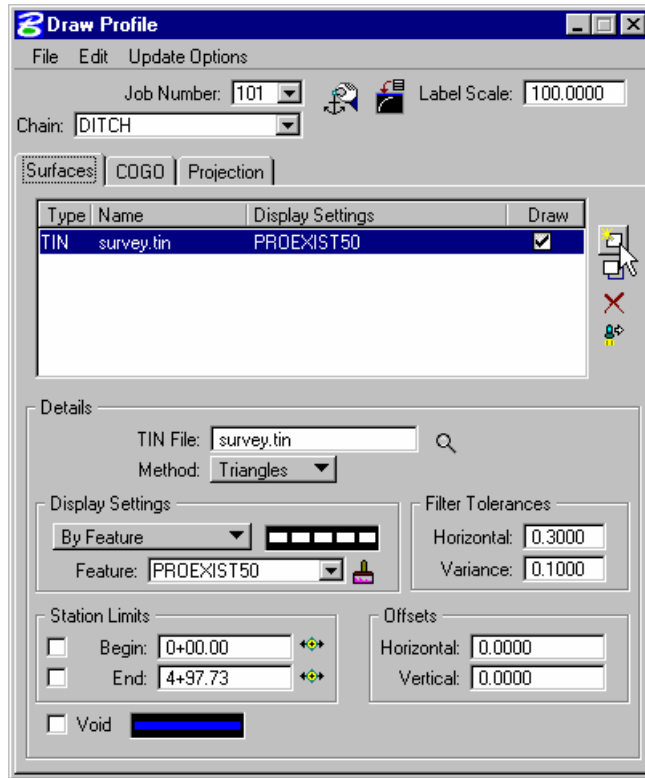 Draw Profile
File Edit Update Options
Job Number: 101 Label Scale: 100.0000
Chain: DITCH
Surfaces COGO Projection
Type Name Display Settings Draw
TIN survey.tin PROEXIST50
Details
TIN File: survey.tin
Method: Triangles
Display Settings Filter Tolerances
By Feature Horizontal: 0.3000
Feature: PROEXIST50 Variance: 0.1000
Station Limits Offsets
Begin: 0+00.00 Horizontal: 0.0000
End: 4+97.73 Vertical: 0.0000
Void